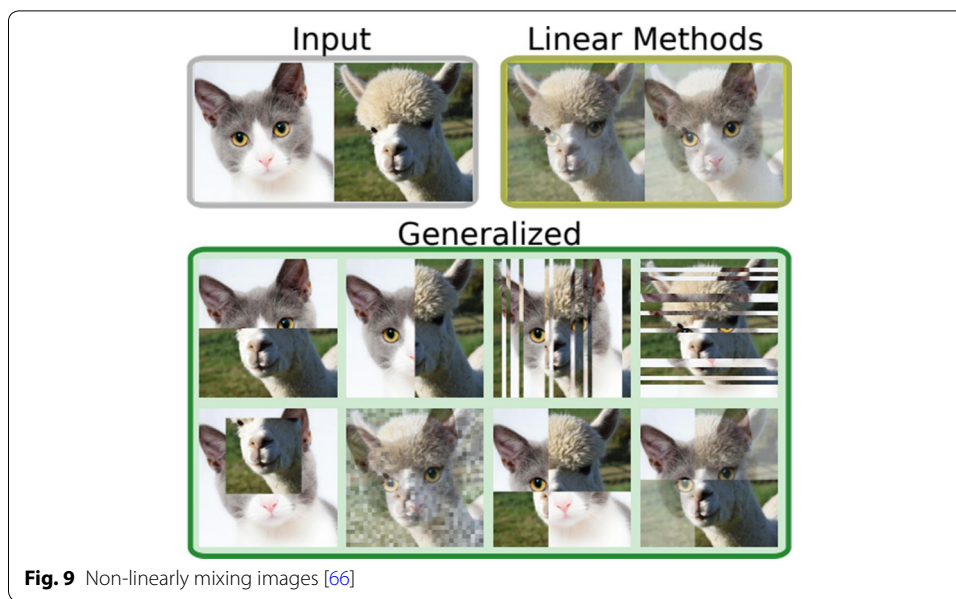 Input
Linear Methods
Generalized
Fig. 9 Non-linearly mixing images [66]